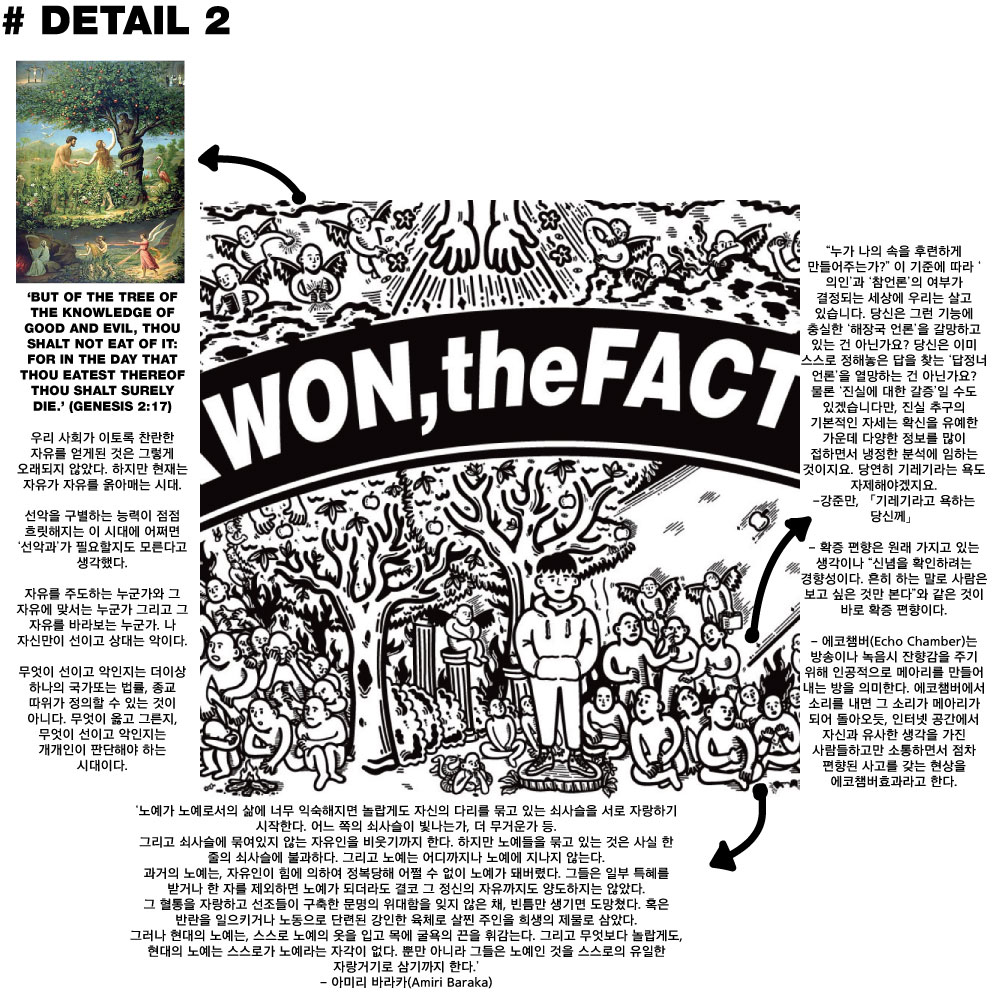 # DETAIL 2
'BUT OF THE TREE OF
THE KNOWLEDGE OF
GOOD AND EVIL, THOU
SHALT NOT EAT OF IT:
FOR IN THE DAY THAT
THOU EATEST THEREOF
THOU SHALT SURELY
DIE.' (GENESIS 2:17)
우리 사회가 이토록 찬란한
자유를 얻게된 것은 그렇게
오래되지 않았다. 하지만 현재는
자유가 자유를 옭아매는 시대.
선악을 구별하는 능력이 점점
흐릿해지는 이 시대에 어쩌면
'선악과'가 필요할지도 모른다고
생각했다.
자유를 주도하는 누군가와 그
자유에 맞서는 누군가 그리고 그
자유를 바라보는 누군가. 나
자신만이 선이고 상대는 악이다.
무엇이 선이고 악인지는 더이상
하나의 국가또는 법률, 종교
따위가 정의할 수 있는 것이
아니다. 무엇이 옳고 그른지,
무엇이 선이고 악인지는
개개인이 판단해야 하는
시대이다.
WON,theFACT
"누가 나의 속을 후련하게
만들어주는가?" 이 기준에 따라 '
의인'과 '참언론'의 여부가
결정되는 세상에 우리는 살고
있습니다. 당신은 그런 기능에
충실한 '해장국 언론'을 갈망하고
있는 건 아닌가요? 당신은 이미
스스로 정해놓은 답을 찾는 '답정너
언론'을 열망하는 건 아닌가요?
물론 '진실에 대한 갈증'일 수도
있겠습니다만, 진실 추구의
기본적인 자세는 확신을 유예한
가운데 다양한 정보를 많이
접하면서 냉정한 분석에 임하는
것이지요. 당연히 기레기라는 욕도
자제해야겠지요.
–강준만, 「기레기라고 욕하는
당신께」
– 확증 편향은 원래 가지고 있는
생각이나 "신념을 확인하려는
경향성이다. 흔히 하는 말로 사람은
보고 싶은 것만 본다"와 같은 것이
바로 확증 편향이다.
– 에코챔버(Echo Chamber)는
방송이나 녹음시 잔향감을 주기
위해 인공적으로 메아리를 만들어
내는 방을 의미한다. 에코챔버에서
소리를 내면 그 소리가 메아리가
되어 돌아오듯, 인터넷 공간에서
자신과 유사한 생각을 가진
사람들하고만 소통하면서 점차
편향된 사고를 갖는 현상을
에코챔버효과라고 한다.
'노예가 노예로서의 삶에 너무 익숙해지면 놀랍게도 자신의 다리를 묶고 있는 쇠사슬을 서로 자랑하기
시작한다. 어느 쪽의 쇠사슬이 빛나는가, 더 무거운가 등.
그리고 쇠사슬에 묶여있지 않는 자유인을 비웃기까지 한다. 하지만 노예들을 묶고 있는 것은 사실 한
줄의 쇠사슬에 불과하다. 그리고 노예는 어디까지나 노예에 지나지 않는다.
과거의 노예는, 자유인이 힘에 의하여 정복당해 어쩔 수 없이 노예가 돼버렸다. 그들은 일부 특혜를
받거나 한 자를 제외하면 노예가 되더라도 결코 그 정신의 자유까지도 양도하지는 않았다.
그 혈통을 자랑하고 선조들이 구축한 문명의 위대함을 잊지 않은 채, 빈틈만 생기면 도망쳤다. 혹은
반란을 일으키거나 노동으로 단련된 강인한 육체로 살찐 주인을 희생의 제물로 삼았다.
그러나 현대의 노예는, 스스로 노예의 옷을 입고 목에 굴욕의 끈을 휘감는다. 그리고 무엇보다 놀랍게도,
현대의 노예는 스스로가 노예라는 자각이 없다. 뿐만 아니라 그들은 노예인 것을 스스로의 유일한
자랑거기로 삼기까지 한다.'
– 아미리 바라카(Amiri Baraka)